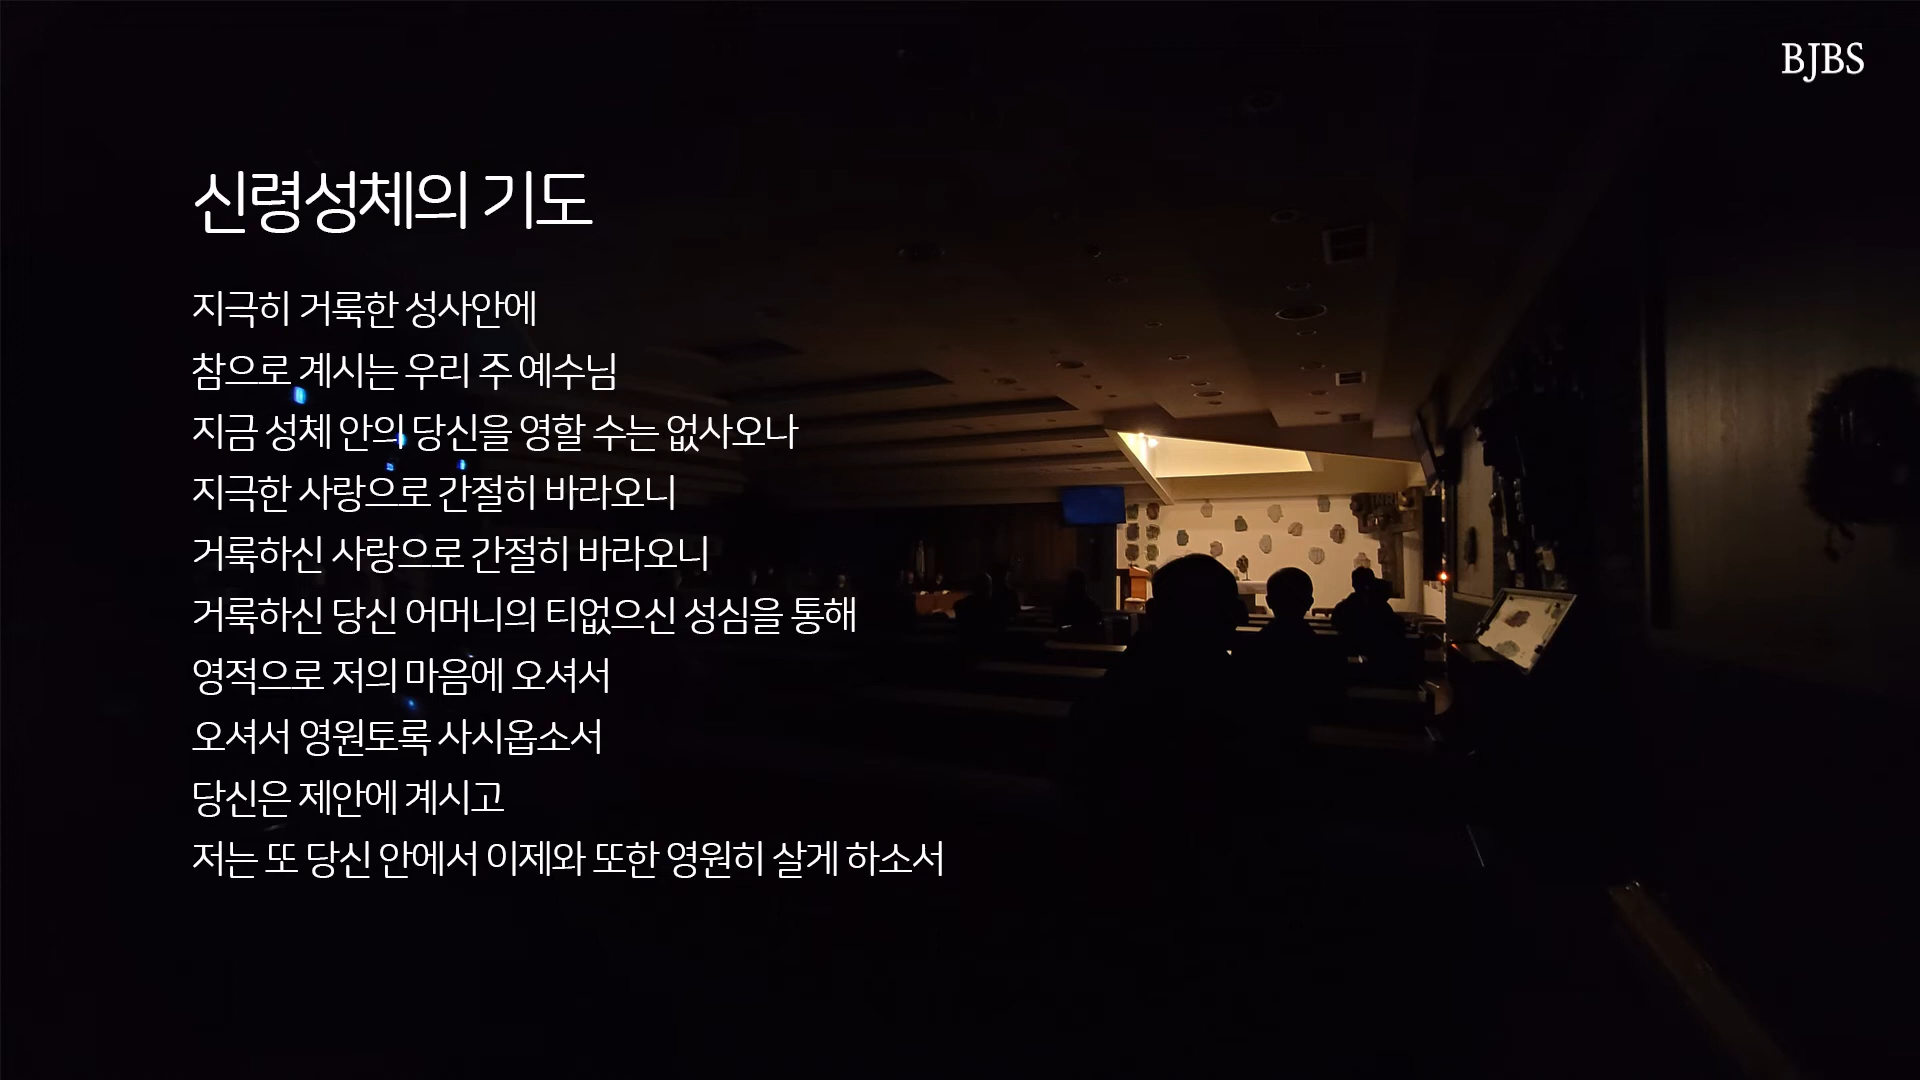 BJBS
신령성체의 기도
지극히 거룩한 성사안에
참으로 계시는 우리 주 예수님
지금 성체 안의 당신을 영할 수는 없사오나
지극한 사랑으로 간절히 바라오니
거룩하신 사랑으로 간절히 바라오니
거룩하신 당신 어머니의 티없으신 성심을 통해
영적으로 저의 마음에 오셔서
오셔서 영원토록 사시옵소서
당신은 제안에 계시고
저는 또 당신 안에서 이제와 또한 영원히 살게 하소서